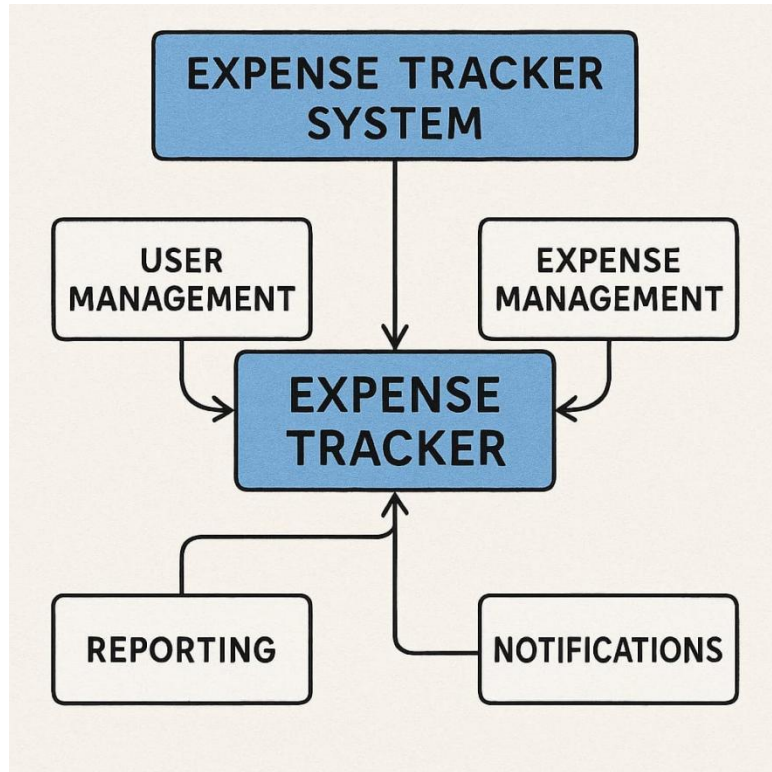 EXPENSE TRACKER
SYSTEM
USER
MANAGEMENT
EXPENSE
MANAGEMENT
EXPENSE
TRACKER
REPORTING
NOTIFICATIONS